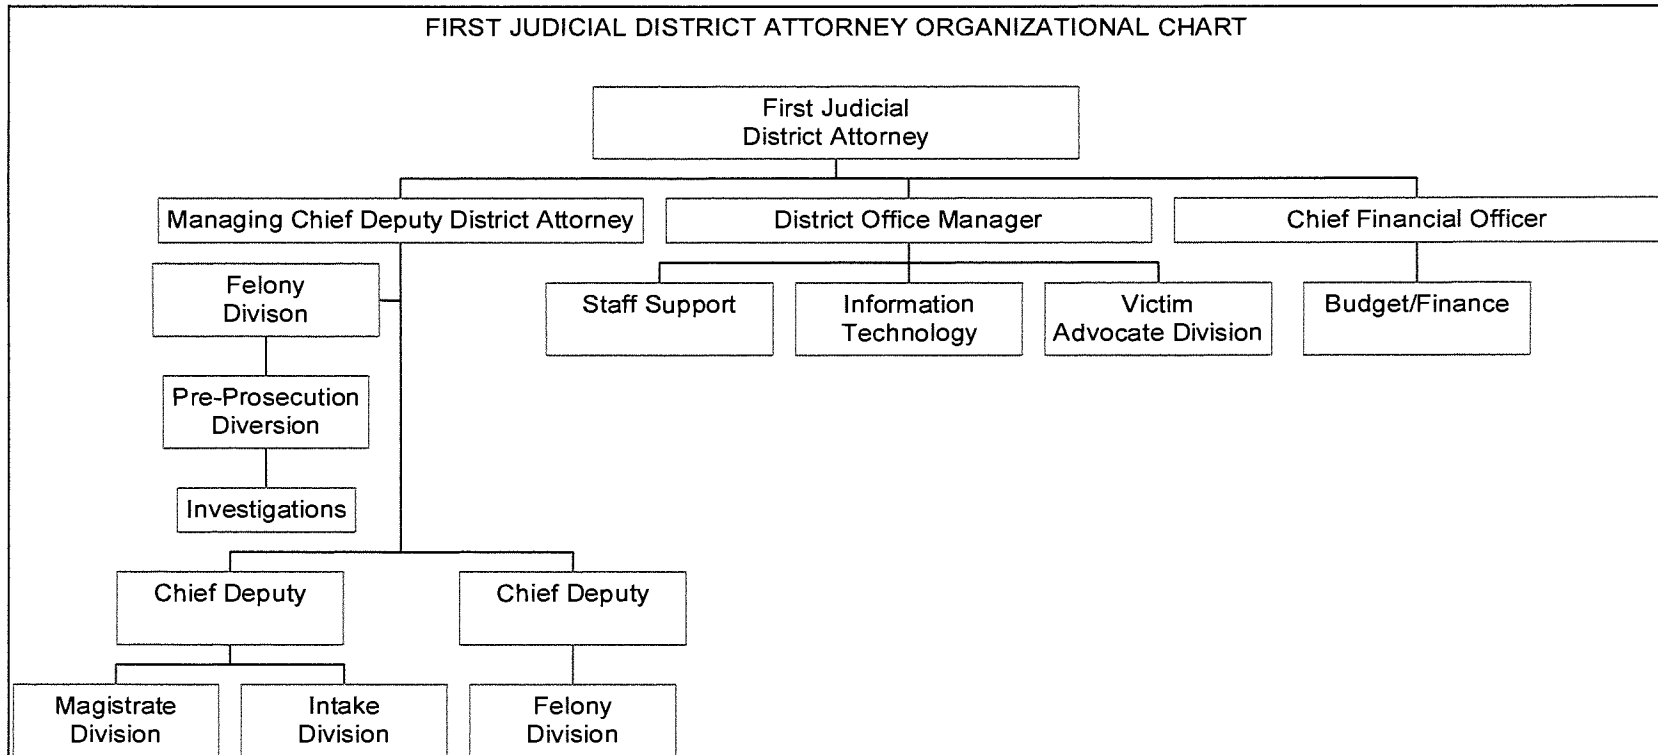 FIRST JUDICIAL DISTRICT ATTORNEY ORGANIZATIONAL CHART
First Judicial
District Attorney
Managing Chief Deputy District Attorney
District Office Manager
Chief Financial Officer
Felony
Divison
Staff Support
Information
Technology
Victim
Advocate Division
Budget/Finance
Pre-Prosecution
Diversion
Investigations
Chief Deputy
Chief Deputy
Magistrate
Division
Intake
Division
Felony
Division